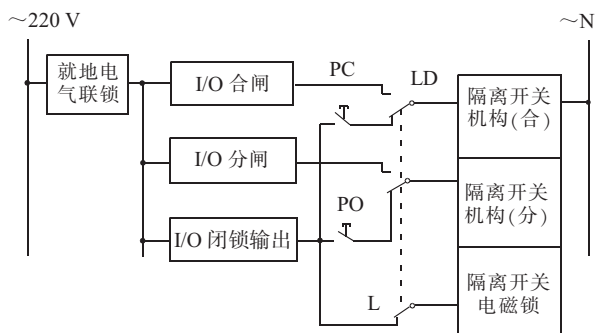 ～220 V
～N
就地电
气联锁
I/O 合闸
PC
LD
隔离开关
机构(合)
I/O 分闸
PO
隔离开关
机构(分)
I/O 闭锁输出
L
隔离开关
电磁锁